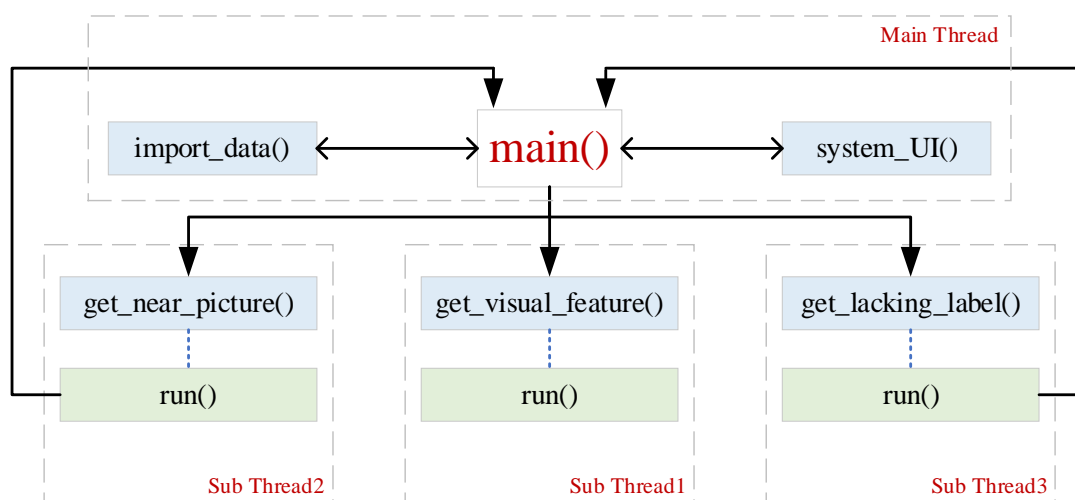 Main Thread
import_data()
main()
system_UI()
get_near_picture()
get_visual_feature()
get_lacking_label()
run()
run()
run()
Sub Thread2
Sub Thread1
Sub Thread3